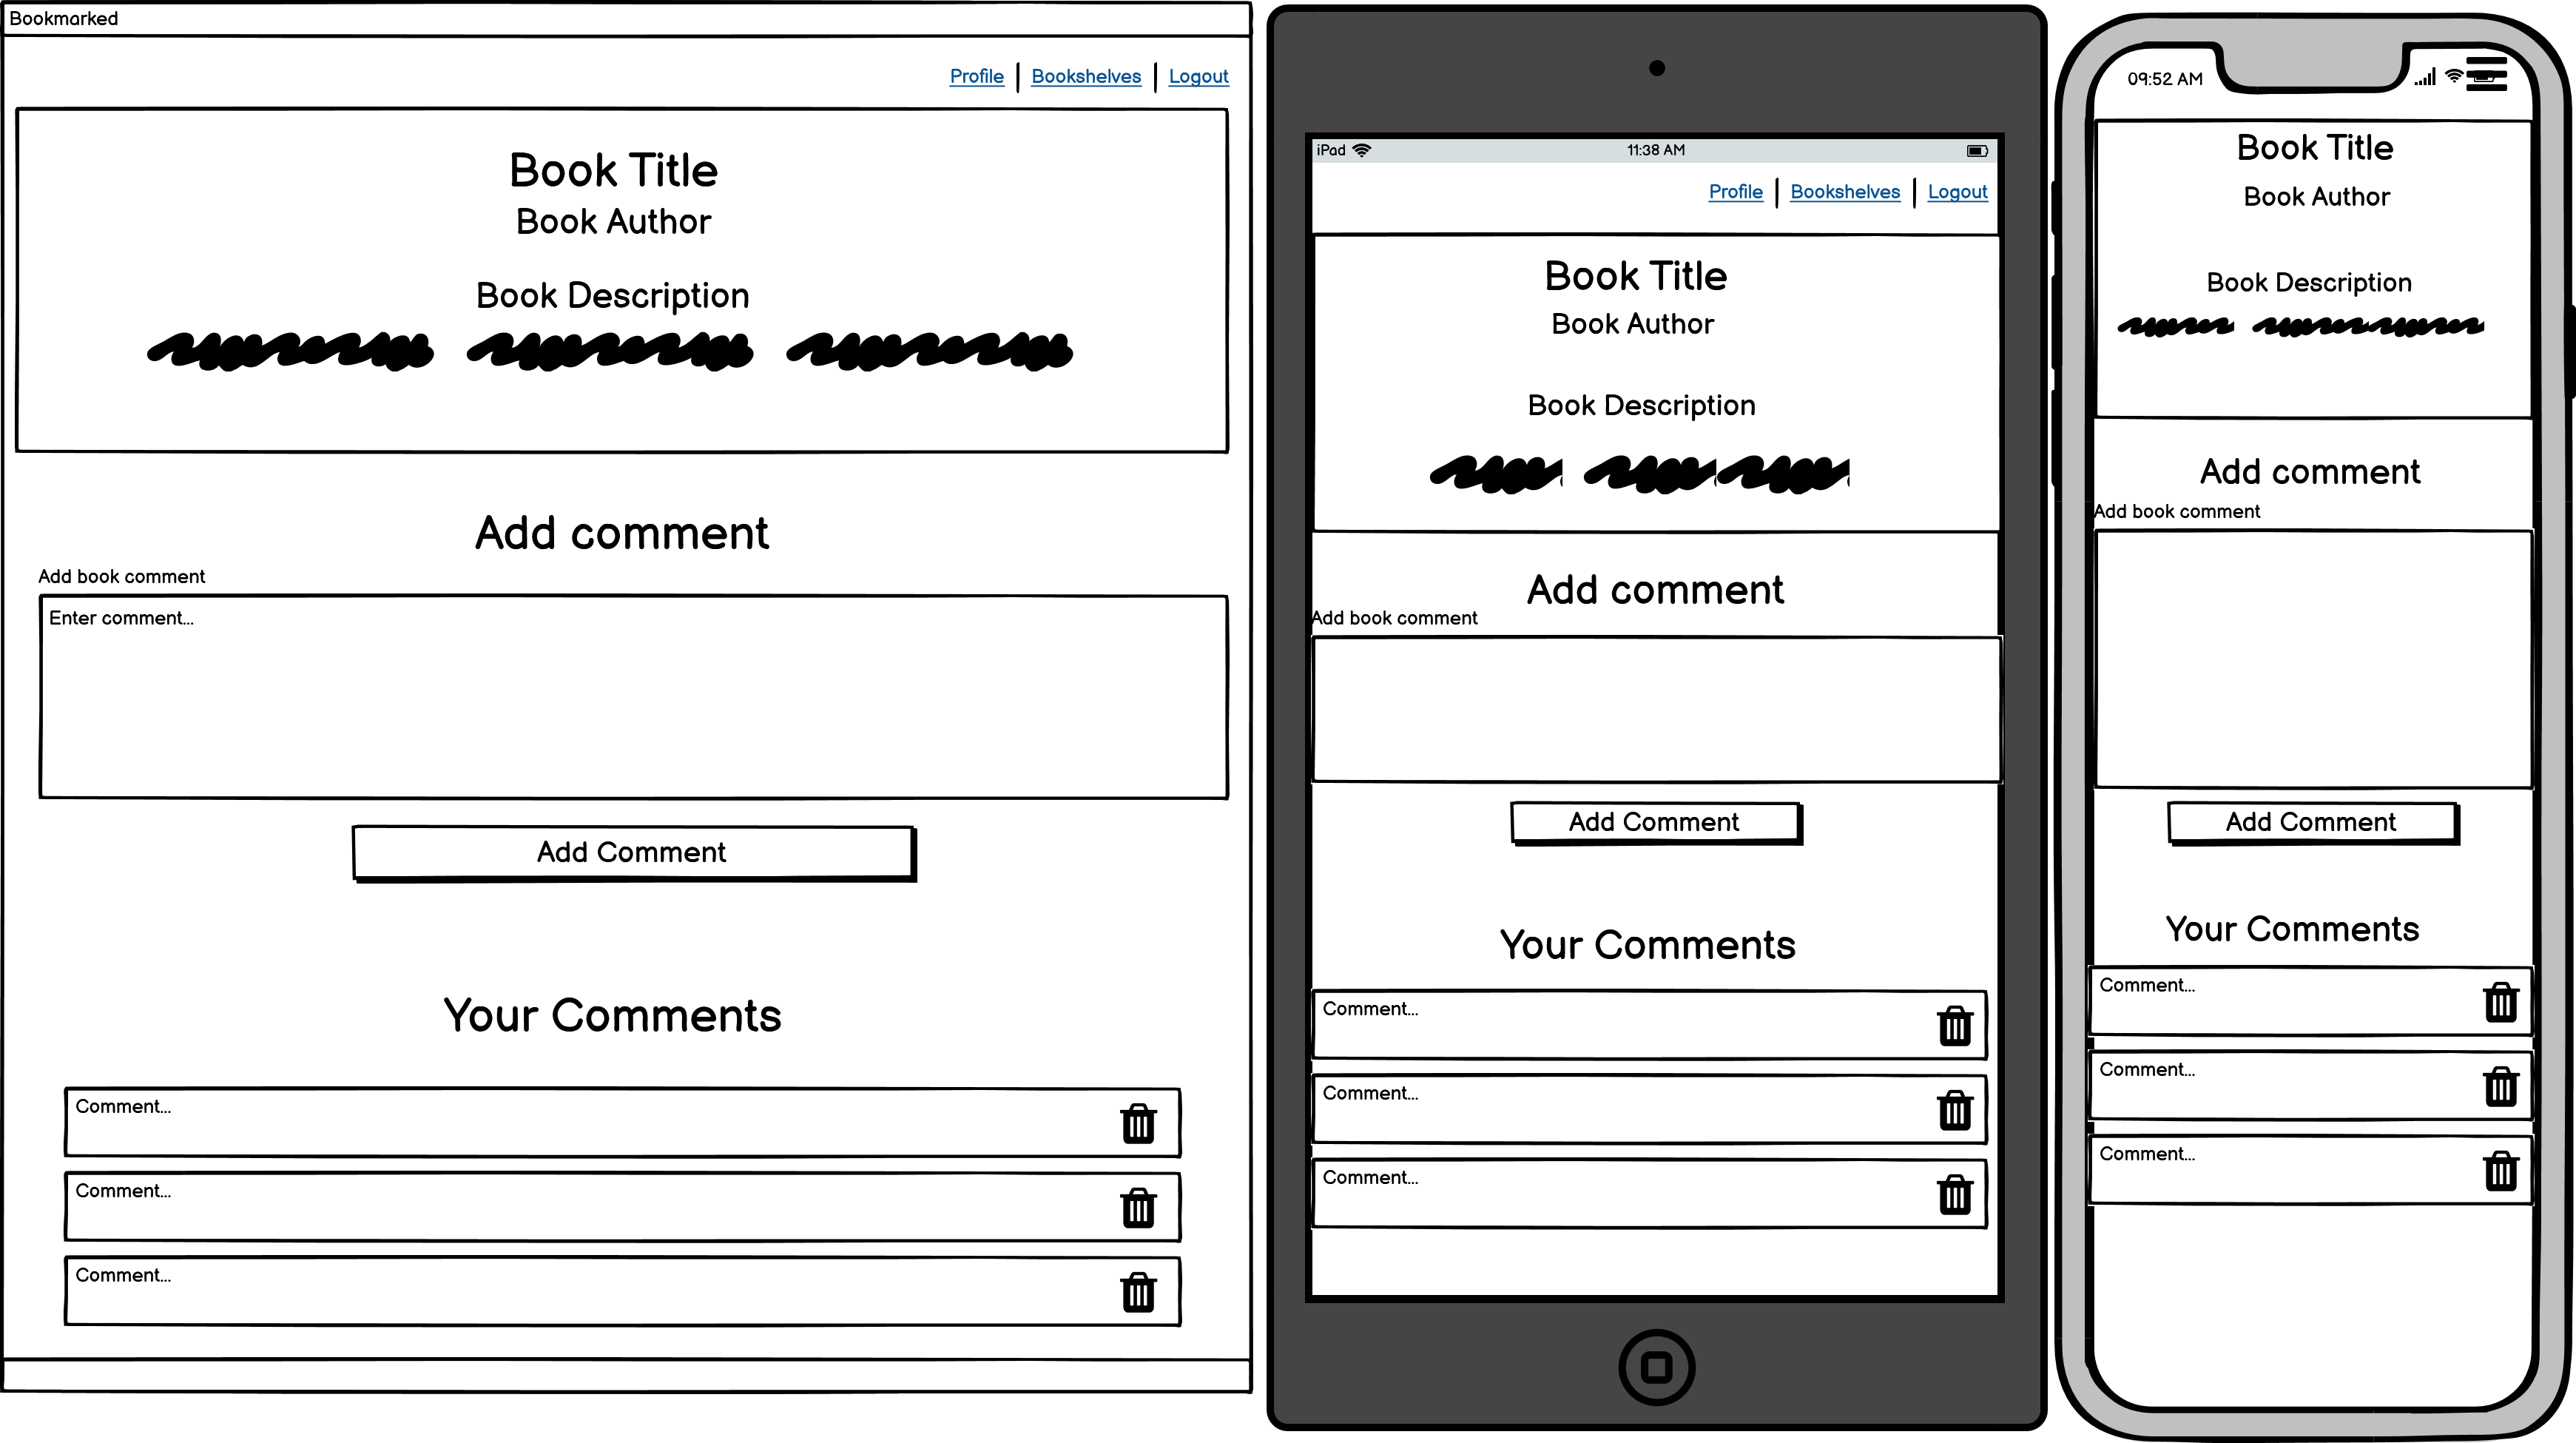 Bookmarked
Profile Bookshelves Logout
Book Title
Book Author
Book Description
Add comment
Add book comment
Enter comment...
Add Comment
Your Comments
Comment...
Comment...
Comment...
iPad 11:38 AM
Profile Bookshelves Logout
Book Title
Book Author
Book Description
Add comment
Add book comment
Add Comment
Your Comments
Comment...
Comment...
Comment...
09:52 AM
Book Title
Book Author
Book Description
Add comment
Add book comment
Add Comment
Your Comments
Comment...
Comment...
Comment...